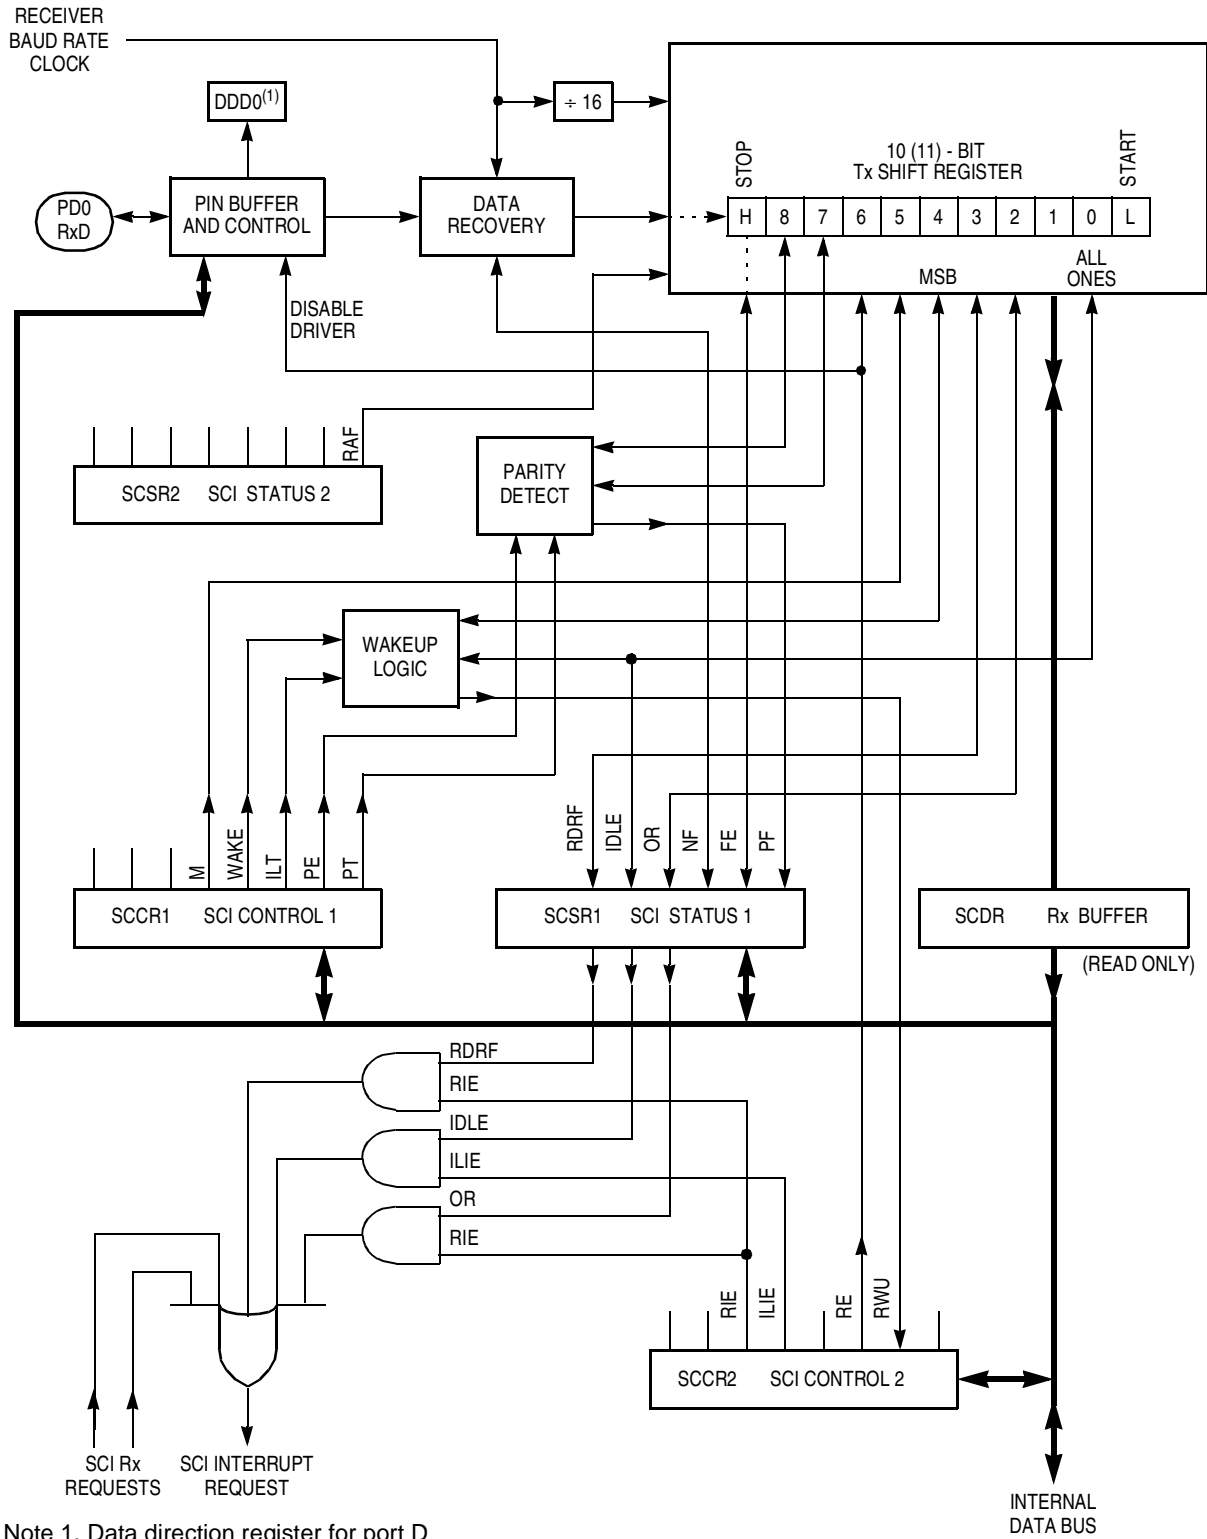 RECEIVER
BAUD RATE
CLOCK
DDD0(1)
÷ 16
STOP
10 (11) - BIT
Tx SHIFT REGISTER
START
PD0
RxD
PIN BUFFER
AND CONTROL
DATA
RECOVERY
H 8 7 6 5 4 3 2 1 0 L
MSB
ALL
ONES
DISABLE
DRIVER
RAF
SCSR2 SCI STATUS 2
PARITY
DETECT
WAKEUP
LOGIC
M
WAKE
ILT
PE
PT
RDRF
IDLE
OR
NF
FE
PF
SCCR1 SCI CONTROL 1
SCSR1 SCI STATUS 1
SCDR Rx BUFFER
(READ ONLY)
RDRF
RIE
IDLE
ILIE
OR
RIE
RIE
ILIE
RE
RWU
SCCR2 SCI CONTROL 2
SCI Rx
REQUESTS
SCI INTERRUPT
REQUEST
INTERNAL
DATA BUS
Note 1. Data direction register for port D